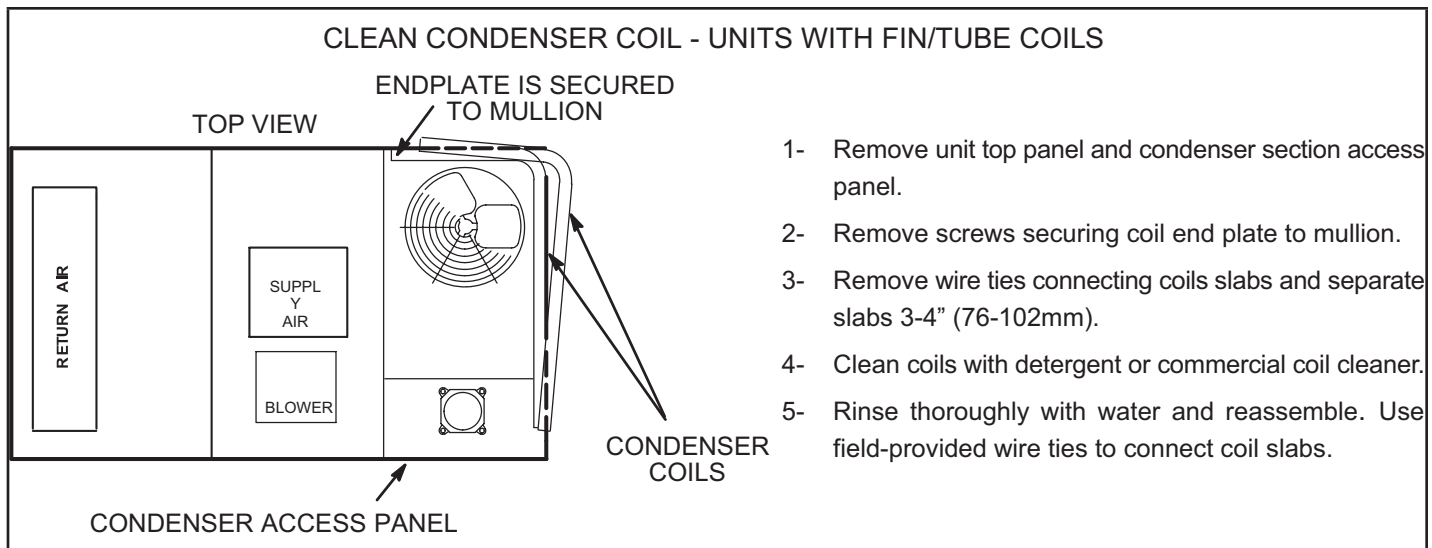 CLEAN CONDENSER COIL - UNITS WITH FIN/TUBE COILS
ENDPLATE IS SECURED
TO MULLION
TOP VIEW
RETURN AIR
SUPPL
Y
AIR
BLOWER
CONDENSER
COILS
CONDENSER ACCESS PANEL
1- Remove unit top panel and condenser section access
panel.
2- Remove screws securing coil end plate to mullion.
3- Remove wire ties connecting coils slabs and separate
slabs 3-4” (76-102mm).
4- Clean coils with detergent or commercial coil cleaner.
5- Rinse thoroughly with water and reassemble. Use
field-provided wire ties to connect coil slabs.